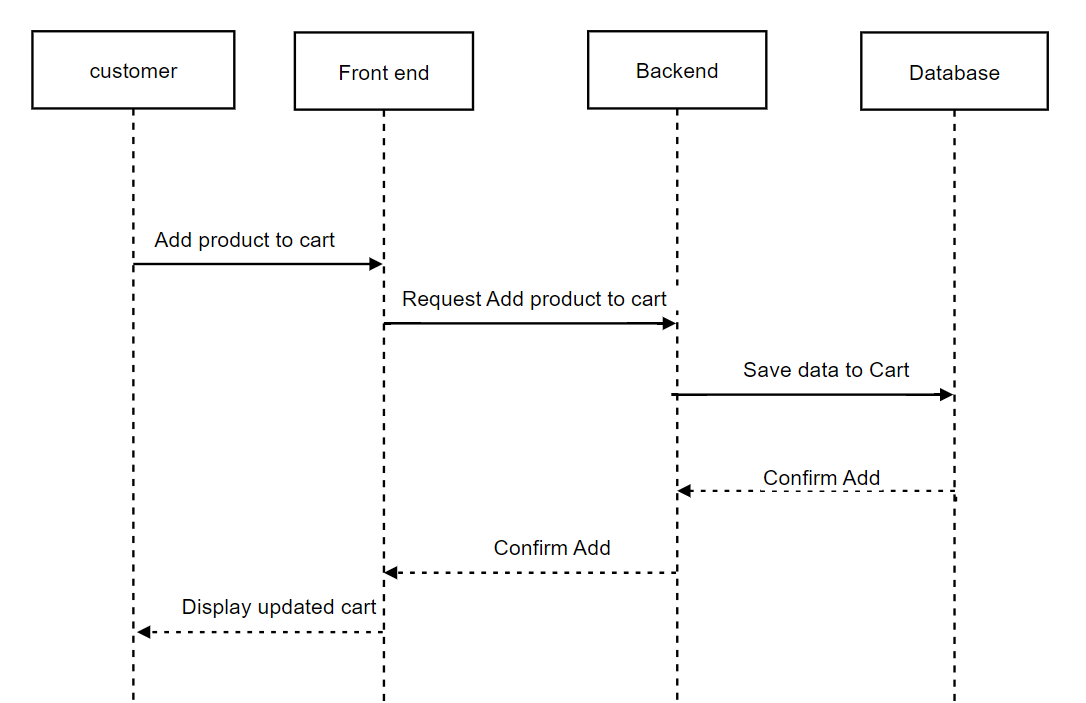 customer
Front end
Backend
Database
Add product to cart
Request Add product to cart
Save data to Cart
Confirm Add
Confirm Add
Display updated cart